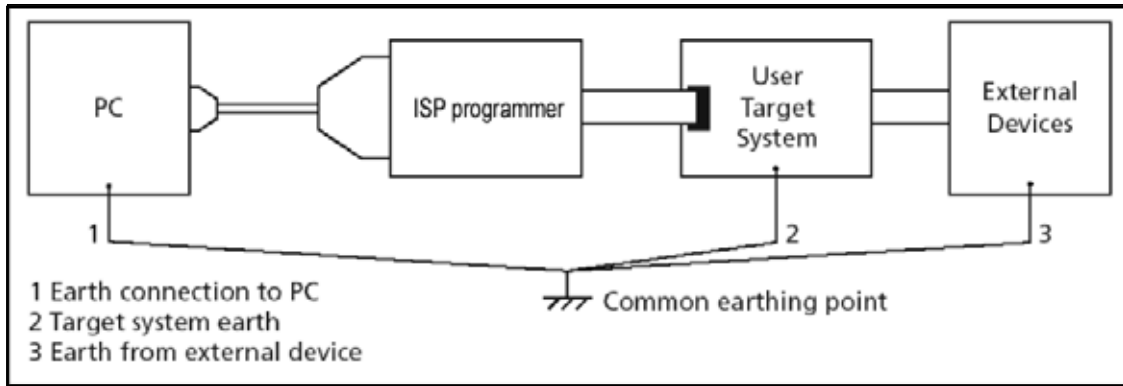 PC
ISP programmer
User
Target
System
External
Devices
1
2
3
1 Earth connection to PC
2 Target system earth
3 Earth from external device
Common earthing point